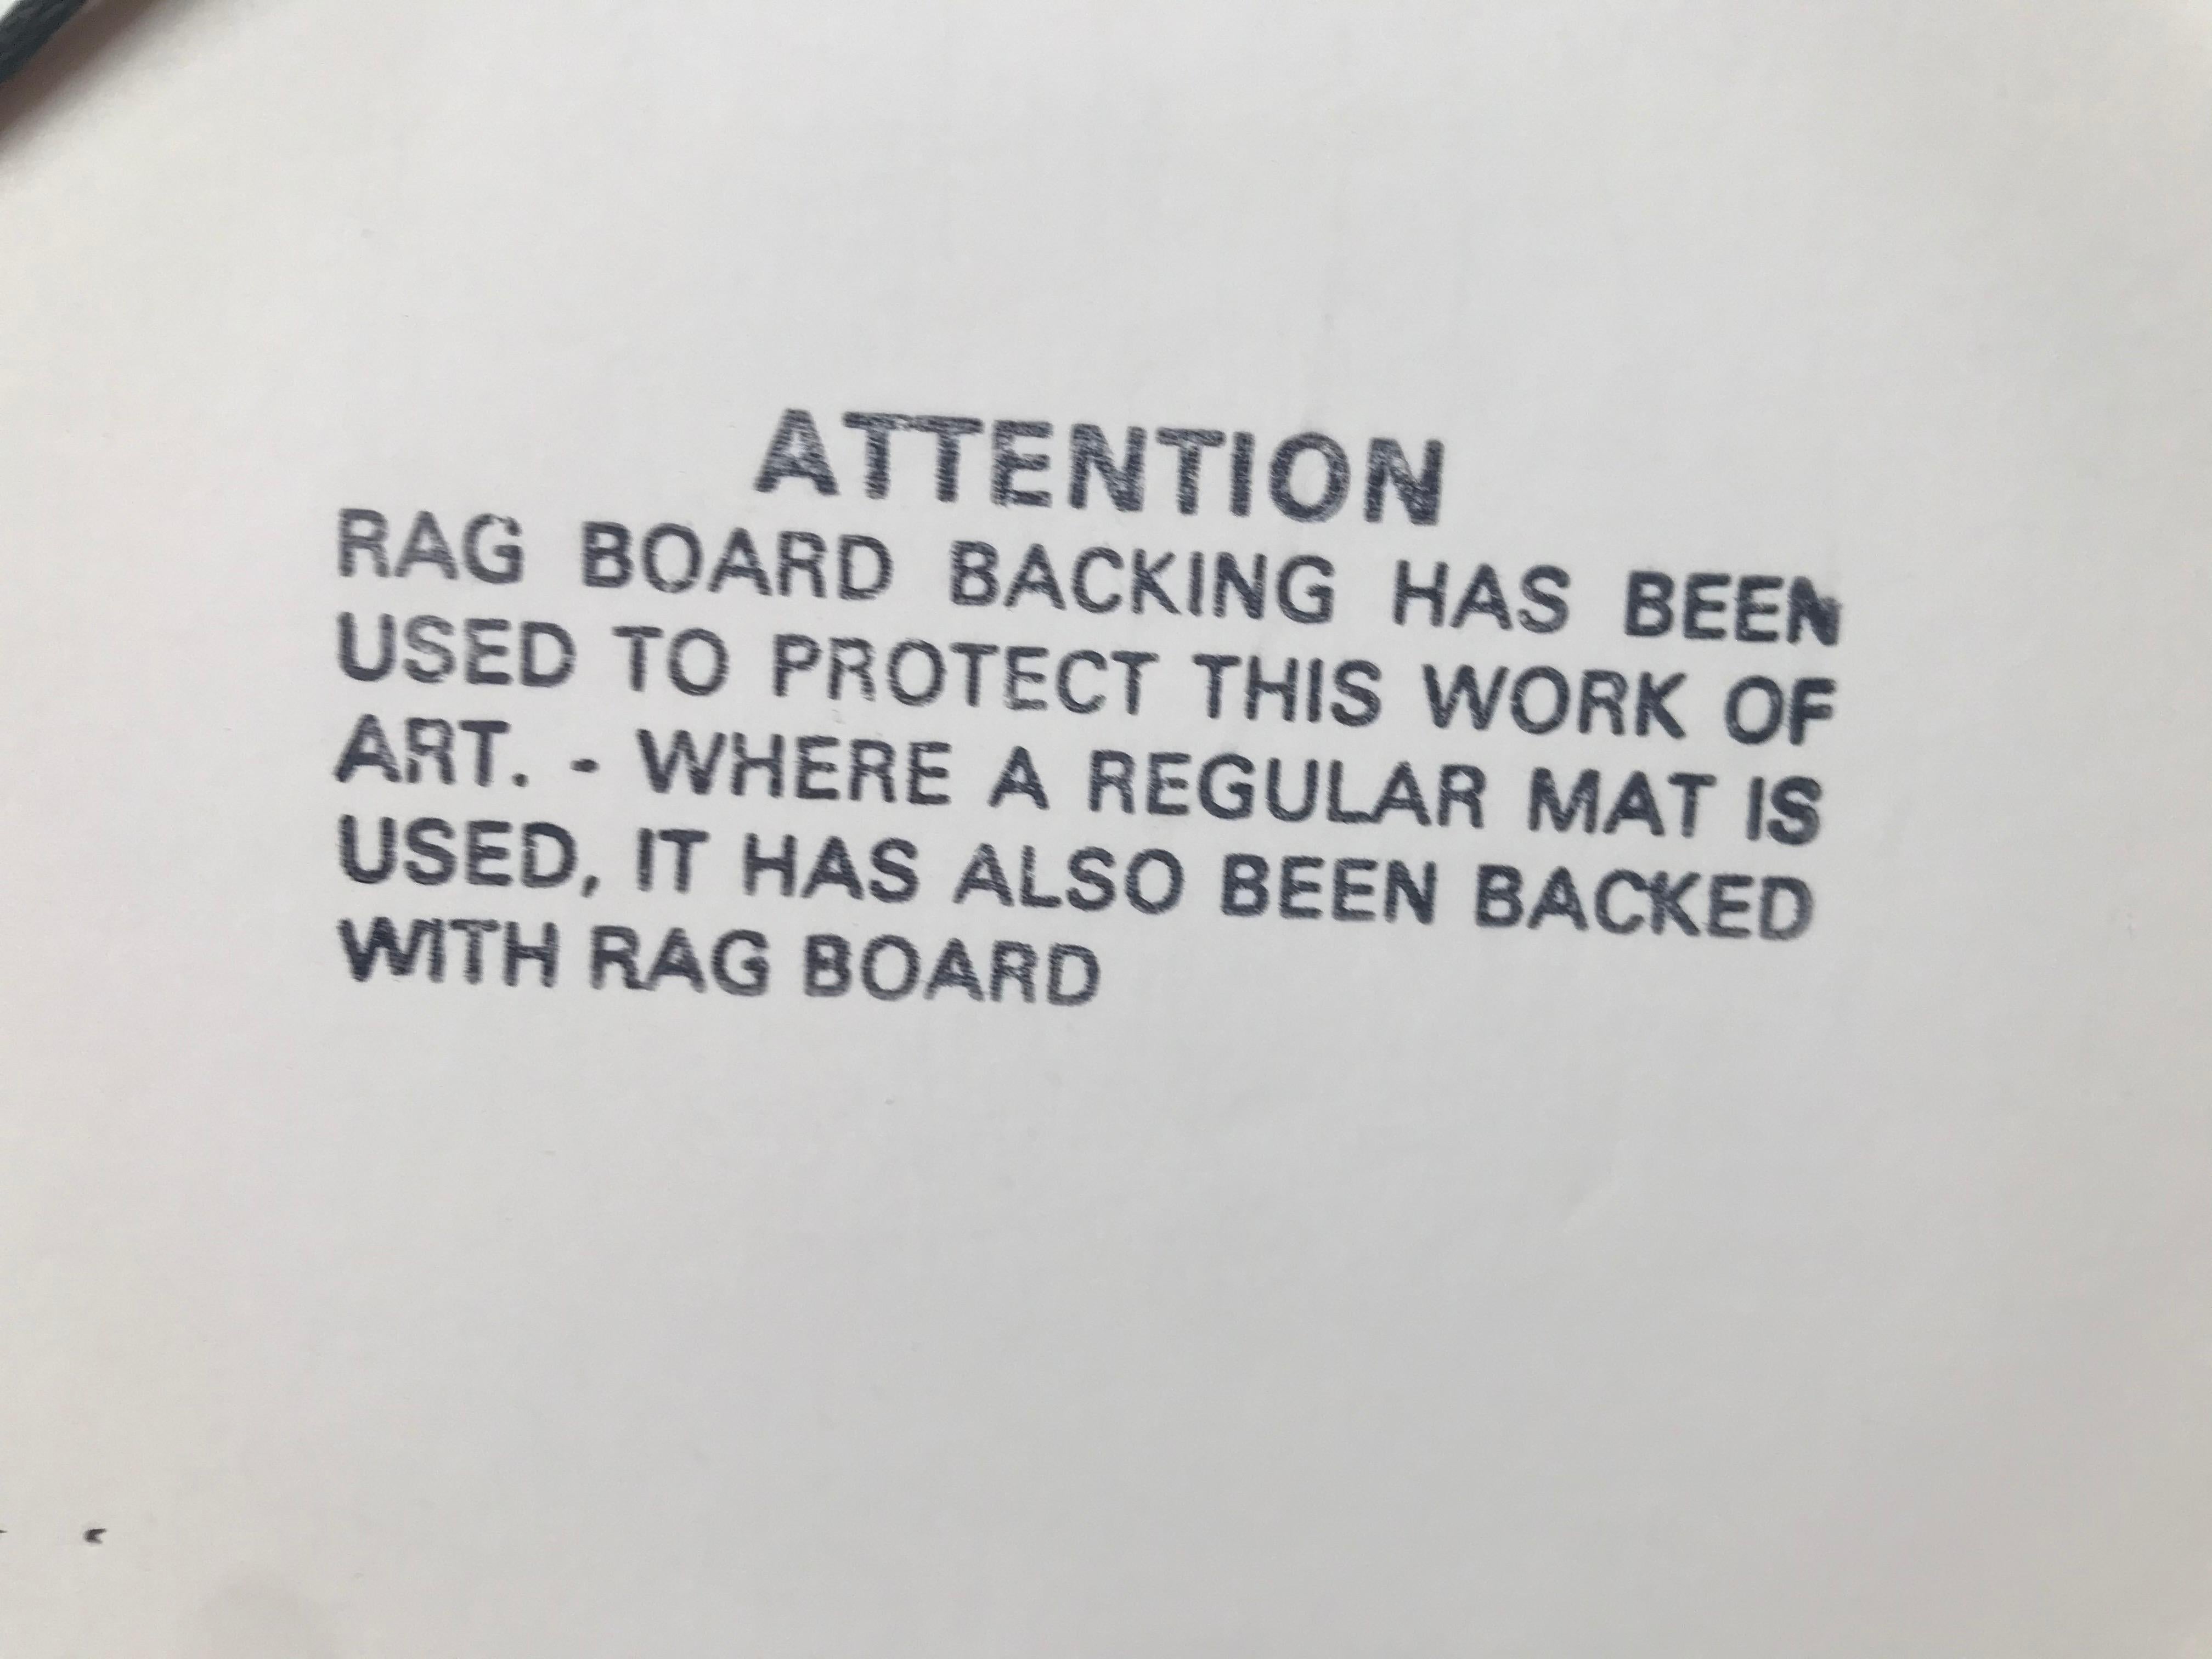 ATTENTION
RAG BOARD BACKING HAS BEEN
USED TO PROTECT THIS WORK OF
ART. - WHERE A REGULAR MAT IS
USED, IT HAS ALSO BEEN BACKED
WITH RAG BOARD